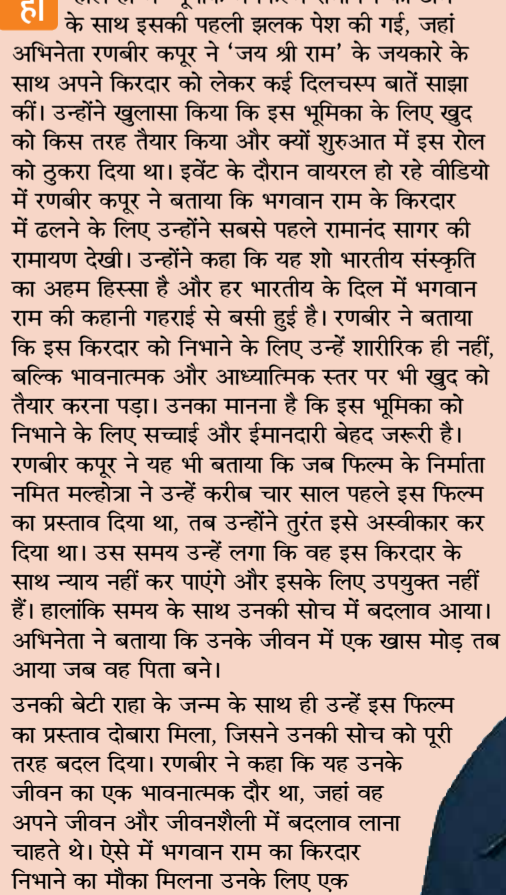 हा
के साथ इसकी पहली झलक पेश की गई, जहां
अभिनेता रणबीर कपूर ने ‘जय श्री राम’ के जयकारे के
साथ अपने किरदार को लेकर कई दिलचस्प बातें साझा
कीं। उन्होंने खुलासा किया कि इस भूमिका के लिए खुद
को किस तरह तैयार किया और क्यों शुरुआत में इस रोल
को ठुकरा दिया था। इवेंट के दौरान वायरल हो रहे वीडियो
में रणबीर कपूर ने बताया कि भगवान राम के किरदार
में ढलने के लिए उन्होंने सबसे पहले रामानंद सागर की
रामायण देखी। उन्होंने कहा कि यह शो भारतीय संस्कृति
का अहम हिस्सा है और हर भारतीय के दिल में भगवान
राम की कहानी गहराई से बसी हुई है। रणबीर ने बताया
कि इस किरदार को निभाने के लिए उन्हें शारीरिक ही नहीं,
बल्कि भावनात्मक और आध्यात्मिक स्तर पर भी खुद को
तैयार करना पड़ा। उनका मानना है कि इस भूमिका को
निभाने के लिए सच्चाई और ईमानदारी बेहद जरूरी है।
रणबीर कपूर ने यह भी बताया कि जब फिल्म के निर्माता
नमित मल्होत्रा ने उन्हें करीब चार साल पहले इस फिल्म
का प्रस्ताव दिया था, तब उन्होंने तुरंत इसे अस्वीकार कर
दिया था। उस समय उन्हें लगा कि वह इस किरदार के
साथ न्याय नहीं कर पाएंगे और इसके लिए उपयुक्त नहीं
हैं। हालांकि समय के साथ उनकी सोच में बदलाव आया।
अभिनेता ने बताया कि उनके जीवन में एक खास मोड़ तब
आया जब वह पिता बने।
उनकी बेटी राहा के जन्म के साथ ही उन्हें इस फिल्म
का प्रस्ताव दोबारा मिला, जिसने उनकी सोच को पूरी
तरह बदल दिया। रणबीर ने कहा कि यह उनके
जीवन का एक भावनात्मक दौर था, जहां वह
अपने जीवन और जीवनशैली में बदलाव लाना
चाहते थे। ऐसे में भगवान राम का किरदार
निभाने का मौका मिलना उनके लिए एक